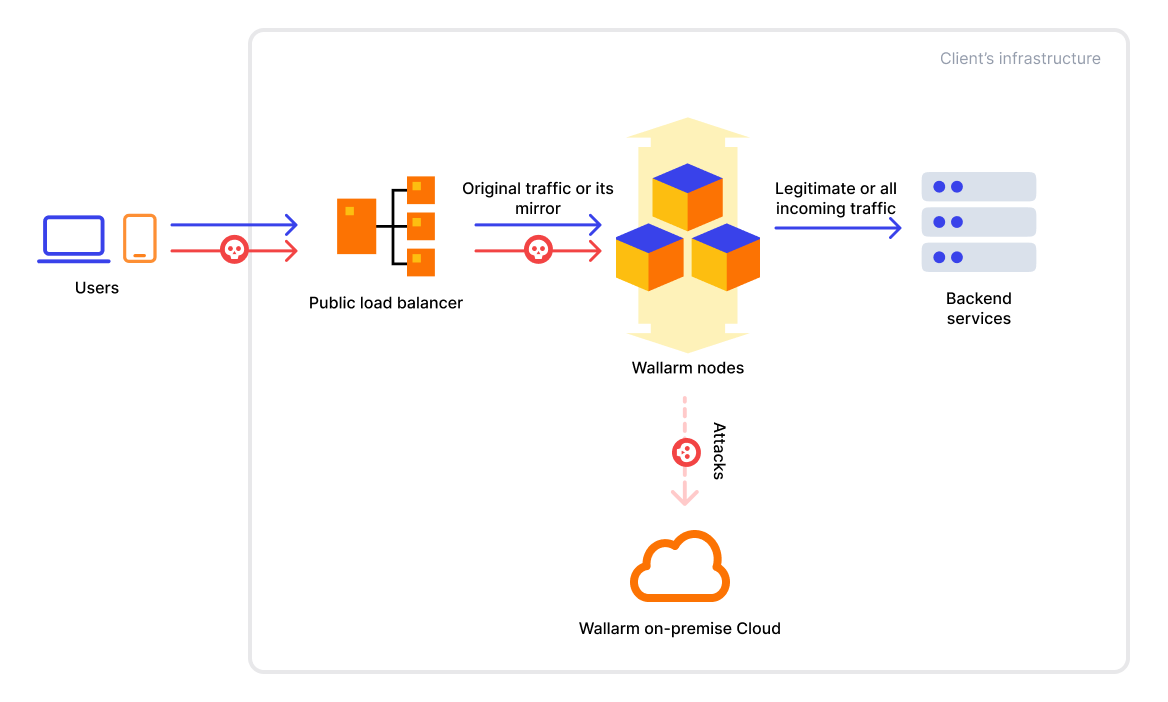 Client's infrastructure
Users
Public load balancer
Original traffic or its
mirror
Wallarm nodes
Legitimate or all
incoming traffic
Backend
services
Attacks
Wallarm on-premise Cloud